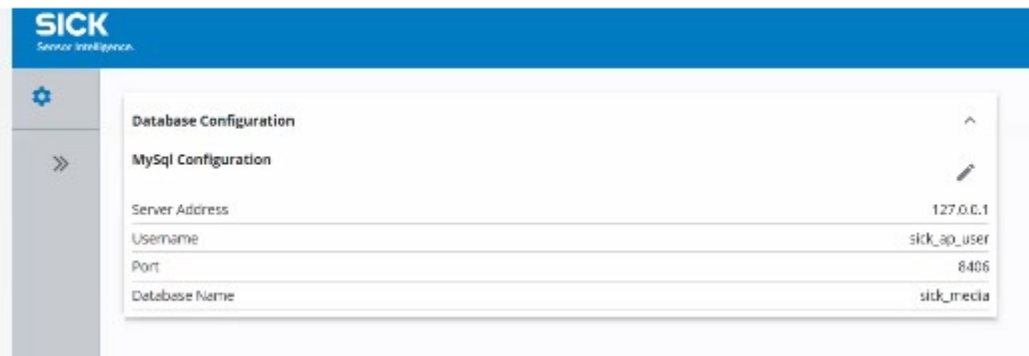 SICK
Sensor Intelligence.
Database Configuration
MySql Configuration
Server Address 127.0.0.1
Username sick_ap_user
Port 8406
Database Name sick_media